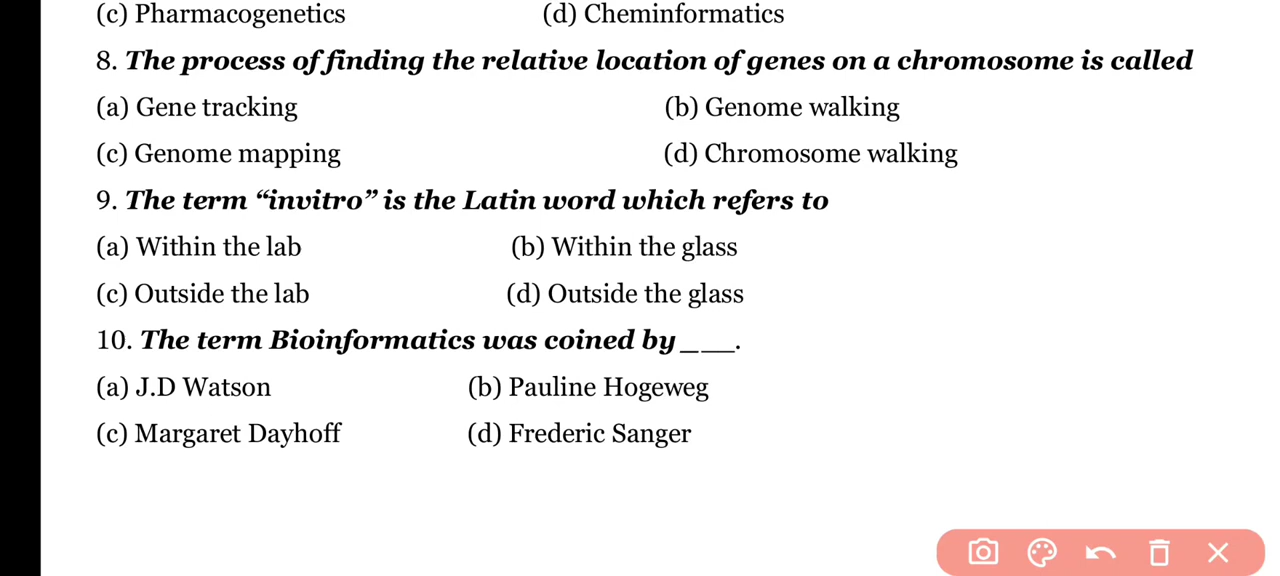 (c) Pharmacogenetics (d) Cheminformatics
8. The process of finding the relative location of genes on a chromosome is called
(a) Gene tracking (b) Genome walking
(c) Genome mapping (d) Chromosome walking
9. The term “invitro” is the Latin word which refers to
(a) Within the lab (b) Within the glass
(c) Outside the lab (d) Outside the glass
10. The term Bioinformatics was coined by ___.
(a) J.D Watson (b) Pauline Hogeweg
(c) Margaret Dayhoff (d) Frederic Sanger